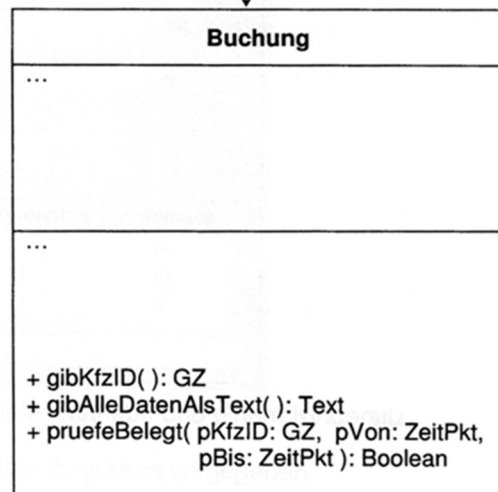 Buchung
...
...
+ gibKfzID( ): GZ
+ gibAlleDatenAlsText( ): Text
+ pruefeBelegt( pKfzID: GZ, pVon: ZeitPkt,
pBis: ZeitPkt ): Boolean